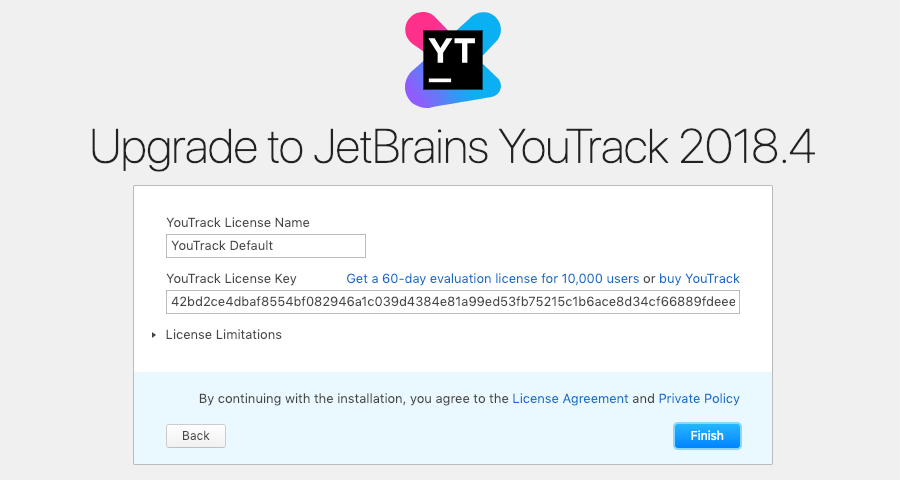 YT
Upgrade to JetBrains YouTrack 2018.4
YouTrack License Name
YouTrack Default
YouTrack License Key Get a 60-day evaluation license for 10,000 users or buy YouTrack
42bd2ce4dbaf8554bf082946a1c039d4384e81a99ed53fb75215c1b6ace8d34cf66889fdeee
License Limitations
By continuing with the installation, you agree to the License Agreement and Private Policy
Back Finish